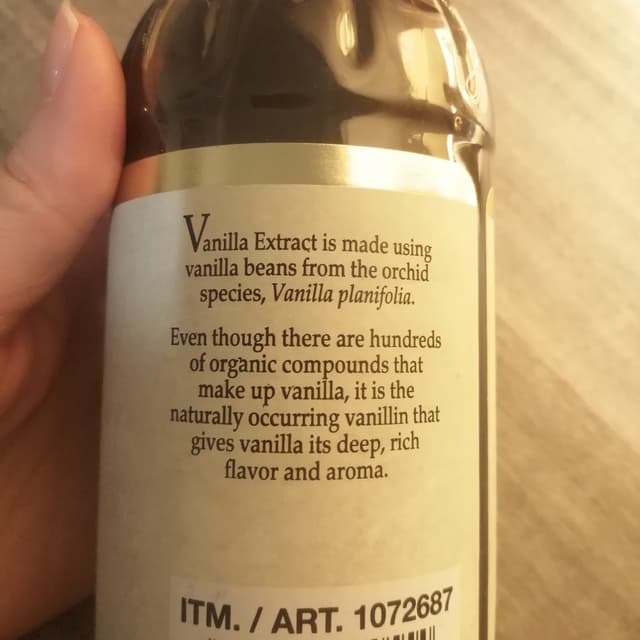 Vanilla Extract is made using
vanilla beans from the orchid
species, Vanilla planifolia.
Even though there are hundreds
of organic compounds that
make up vanilla, it is the
naturally occurring vanillin that
gives vanilla its deep, rich
flavor and aroma.
ITM. / ART. 1072687